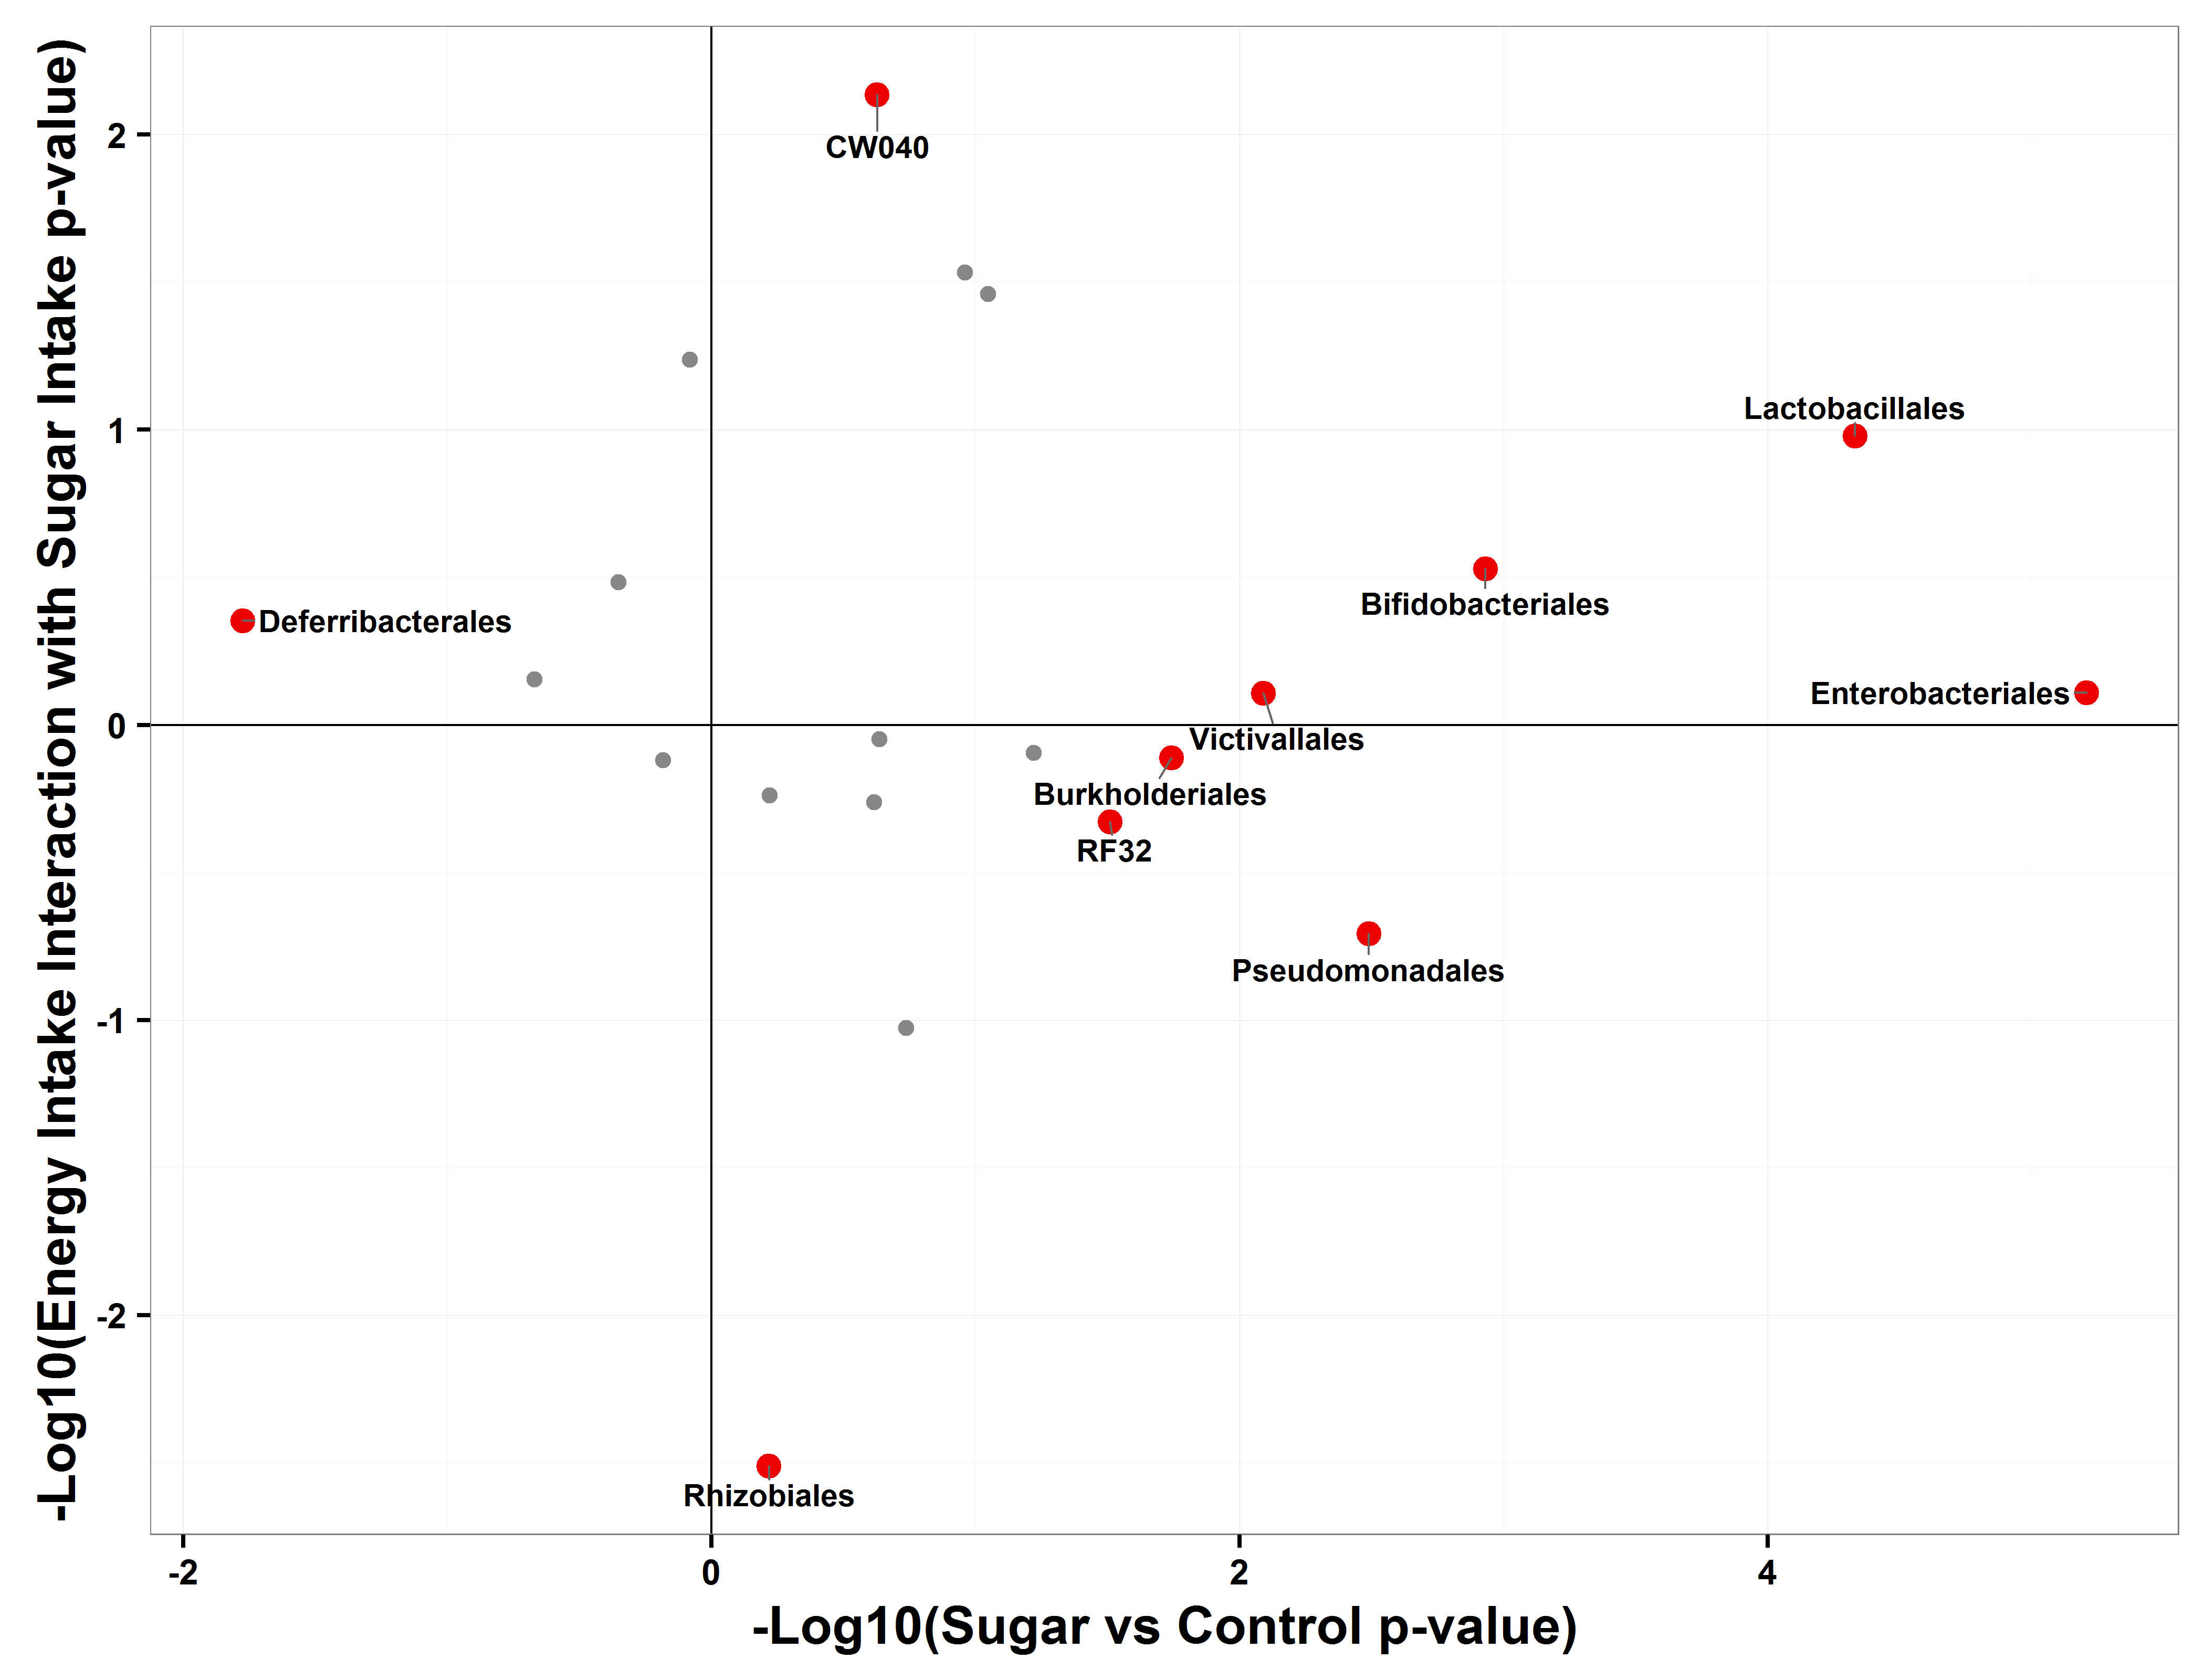 -Log10(Energy Intake Interaction with Sugar Intake p-value)
2
1
0
-1
-2
CW040
Lactobacillales
Bifidobacteriales
Deferribacterales
Enterobacteriales
Victivallales
Burkholderiales
RF32
Pseudomonadales
Rhizobiales
-2
0
2
4
-Log10(Sugar vs Control p-value)